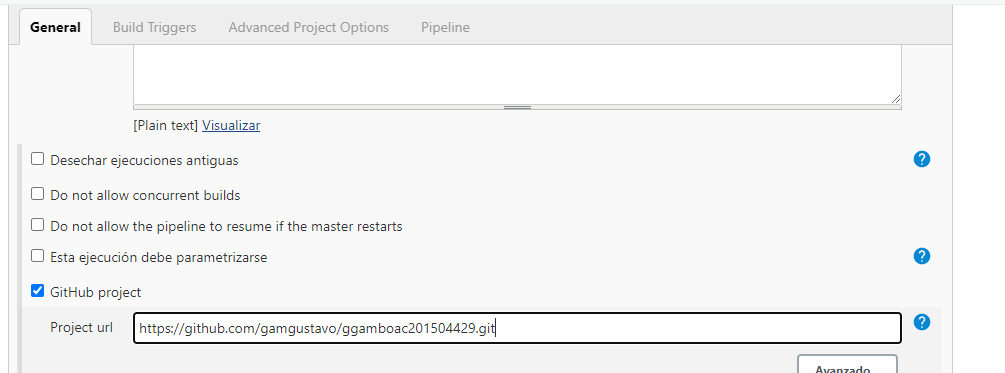 General Build Triggers Advanced Project Options Pipeline
[Plain text] Visualizar
Desechar ejecuciones antiguas ?
Do not allow concurrent builds
Do not allow the pipeline to resume if the master restarts
Esta ejecución debe parametrizarse ?
GitHub project
Project url https://github.com/gamgustavo/ggamboac201504429.git ?
Avanzado...